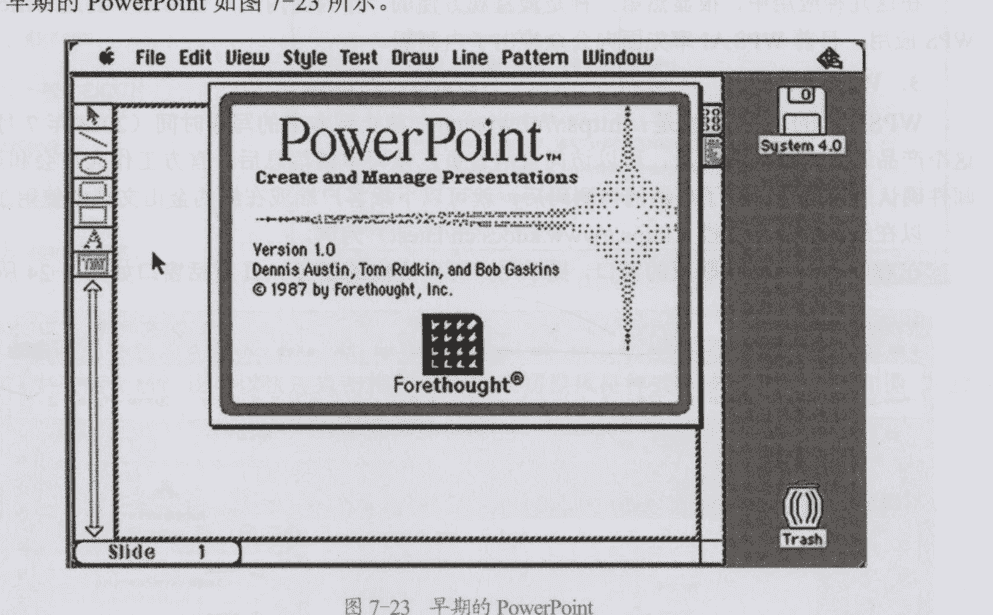 早期的 PowerPoint 如图 7-23 所示。
File Edit View Style Text Draw Line Pattern Window
PowerPoint™
Create and Manage Presentations
Version 1.0
Dennis Austin, Tom Rudkin, and Bob Gaskins
© 1987 by Forethought, Inc.
Forethought®
0
System 4.0
A
Trash
Slide 1
图 7-23 早期的 PowerPoint